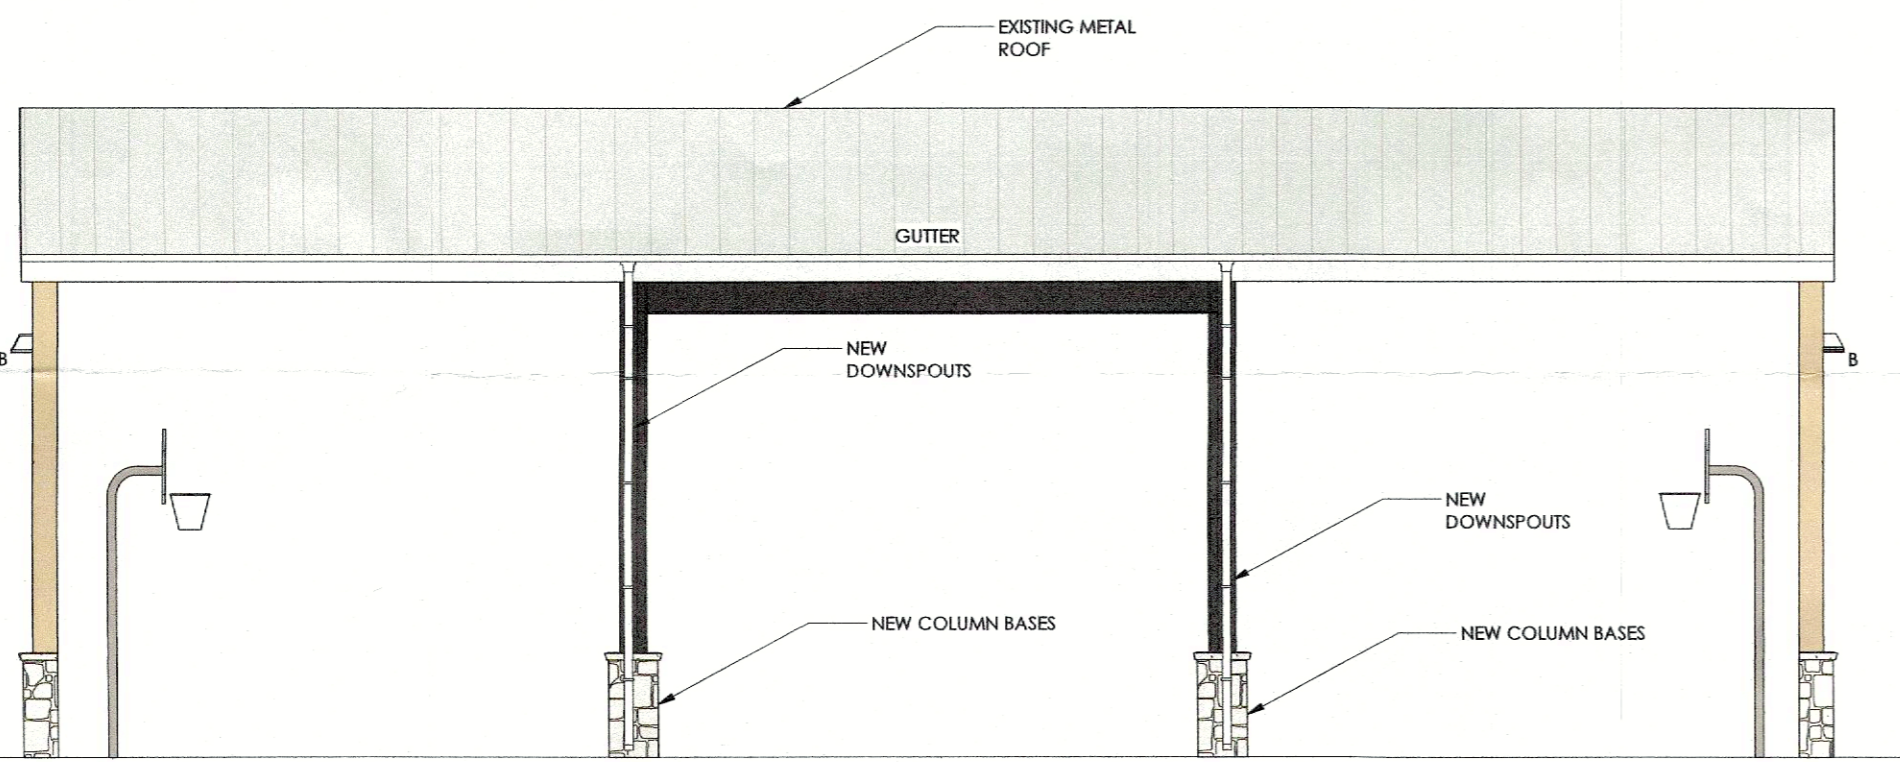 EXISTING METAL
ROOF
GUTTER
B
NEW
DOWNSPOUTS
B
NEW
DOWNSPOUTS
NEW COLUMN BASES
NEW COLUMN BASES